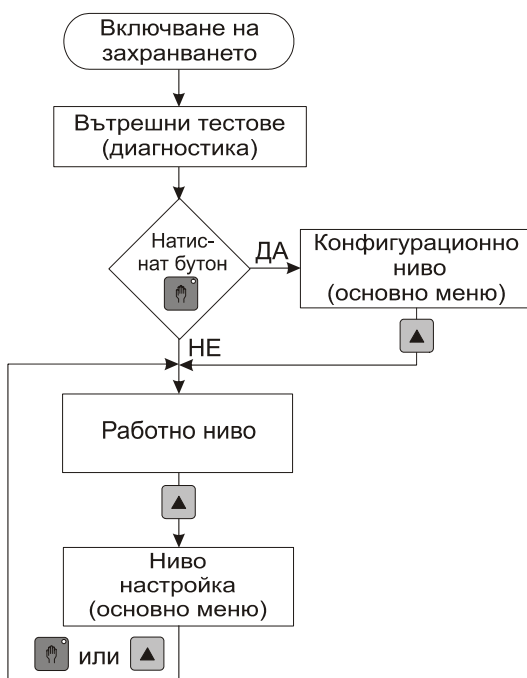 Включване на
захранването
Вътрешни тестове
(диагностика)
Натис-
нат бутон
ДА
Конфигурационно
ниво
(основно меню)
НЕ
Работно ниво
Ниво
настройка
(основно меню)
или